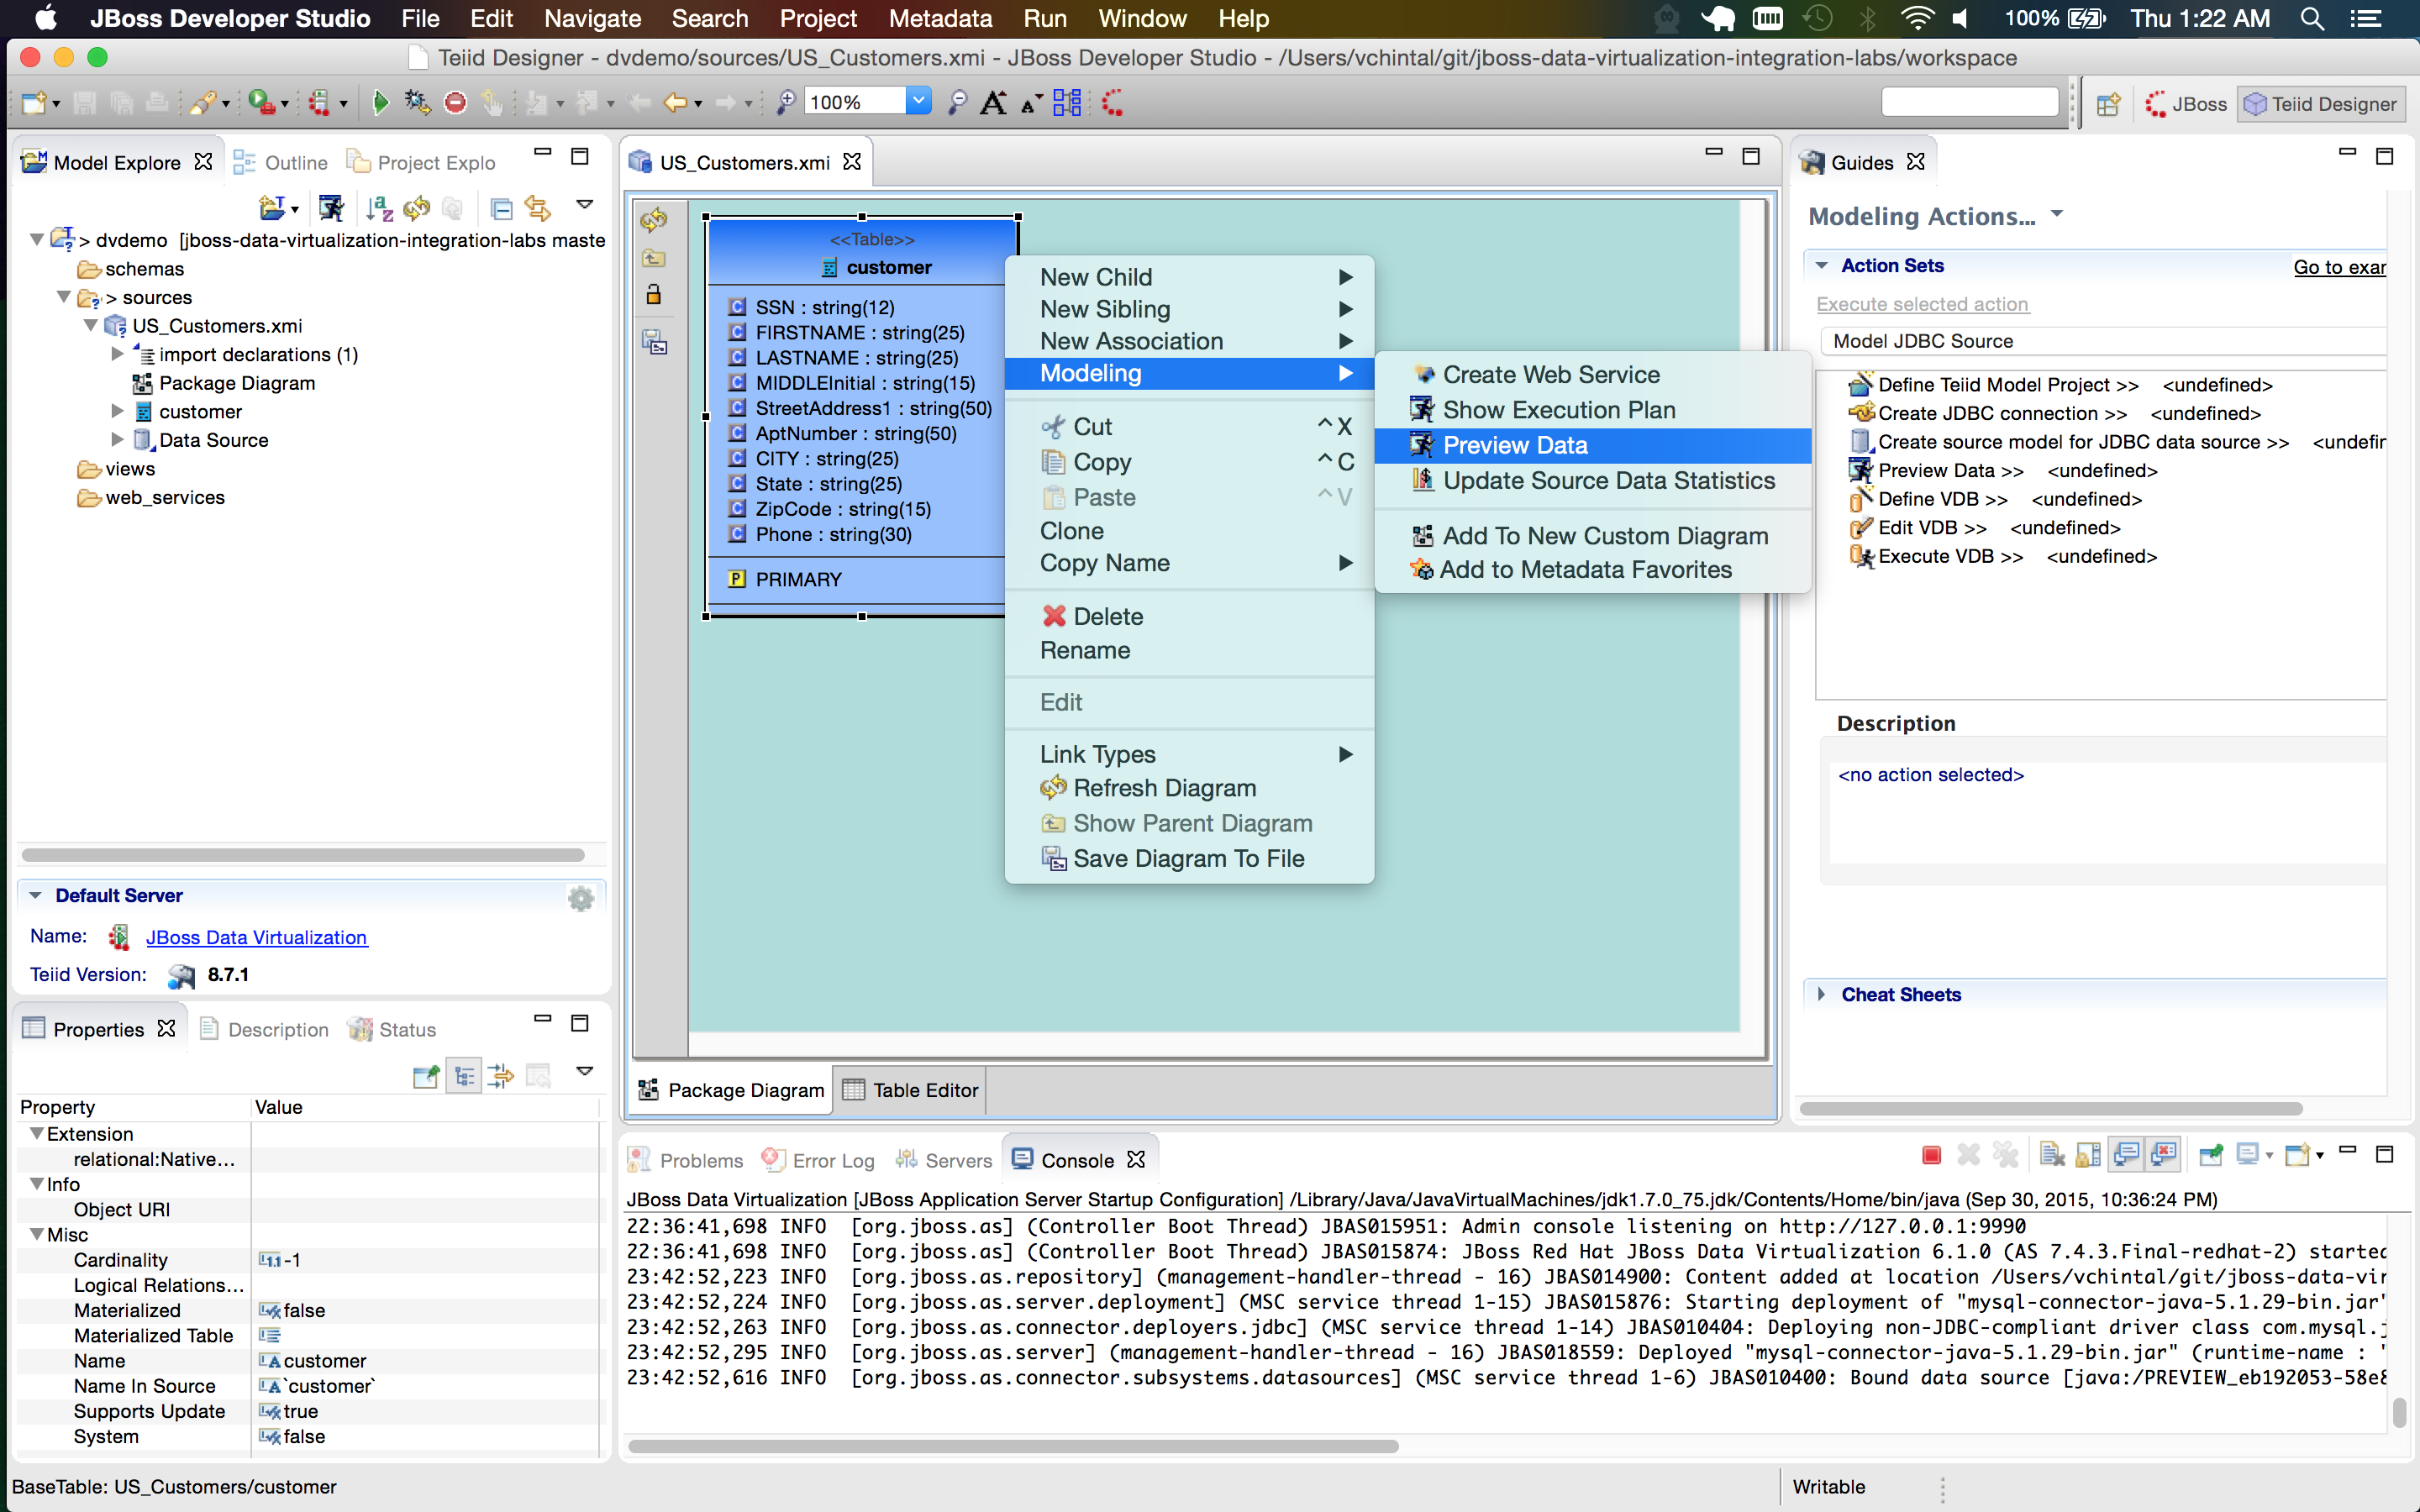 JBoss Developer Studio File Edit Navigate Search Project Metadata Run Window Help 100% Thu 1:22 AM
Teiid Designer - dvdemo/sources/US_Customers.xmi - JBoss Developer Studio - /Users/vchintal/git/jboss-data-virtualization-integration-labs/workspace
100% JBoss Teiid Designer
Model Explore Outline Project Explo
> dvdemo [jboss-data-virtualization-integration-labs maste
schemas
> sources
US_Customers.xmi
import declarations (1)
Package Diagram
customer
Data Source
views
web_services
Default Server
Name: JBoss Data Virtualization
Teiid Version: 8.7.1
Properties Description Status
Property Value
Extension
relational:Native...
Info
Object URI
Misc
Cardinality -1
Logical Relations...
Materialized false
Materialized Table
Name customer
Name In Source `customer`
Supports Update true
System false
US_Customers.xmi
<<Table>>
customer
SSN : string(12)
FIRSTNAME : string(25)
LASTNAME : string(25)
MIDDLEInitial : string(15)
StreetAddress1 : string(50)
AptNumber : string(50)
CITY : string(25)
State : string(25)
ZipCode : string(15)
Phone : string(30)
PRIMARY
New Child
New Sibling
New Association
Modeling
Cut ^X
Copy ^C
Paste ^V
Clone
Copy Name
Delete
Rename
Edit
Link Types
Refresh Diagram
Show Parent Diagram
Save Diagram To File
Create Web Service
Show Execution Plan
Preview Data
Update Source Data Statistics
Add To New Custom Diagram
Add to Metadata Favorites
Package Diagram Table Editor
Guides
Modeling Actions...
Action Sets Go to exar
Execute selected action
Model JDBC Source
Define Teiid Model Project >> <undefined>
Create JDBC connection >> <undefined>
Create source model for JDBC data source >> <undefir
Preview Data >> <undefined>
Define VDB >> <undefined>
Edit VDB >> <undefined>
Execute VDB >> <undefined>
Description
<no action selected>
Cheat Sheets
Problems Error Log Servers Console
JBoss Data Virtualization [JBoss Application Server Startup Configuration] /Library/Java/JavaVirtualMachines/jdk1.7.0_75.jdk/Contents/Home/bin/java (Sep 30, 2015, 10:36:24 PM)
22:36:41,698 INFO [org.jboss.as] (Controller Boot Thread) JBAS015951: Admin console listening on http://127.0.0.1:9990
22:36:41,698 INFO [org.jboss.as] (Controller Boot Thread) JBAS015874: JBoss Red Hat JBoss Data Virtualization 6.1.0 (AS 7.4.3.Final-redhat-2) started
23:42:52,223 INFO [org.jboss.as.repository] (management-handler-thread - 16) JBAS014900: Content added at location /Users/vchintal/git/jboss-data-vir
23:42:52,224 INFO [org.jboss.as.server.deployment] (MSC service thread 1-15) JBAS015876: Starting deployment of "mysql-connector-java-5.1.29-bin.jar"
23:42:52,263 INFO [org.jboss.as.connector.deployers.jdbc] (MSC service thread 1-14) JBAS010404: Deploying non-JDBC-compliant driver class com.mysql.j
23:42:52,295 INFO [org.jboss.as.server] (management-handler-thread - 16) JBAS018559: Deployed "mysql-connector-java-5.1.29-bin.jar" (runtime-name : "
23:42:52,616 INFO [org.jboss.as.connector.subsystems.datasources] (MSC service thread 1-6) JBAS010400: Bound data source [java:/PREVIEW_eb192053-58e8
BaseTable: US_Customers/customer Writable